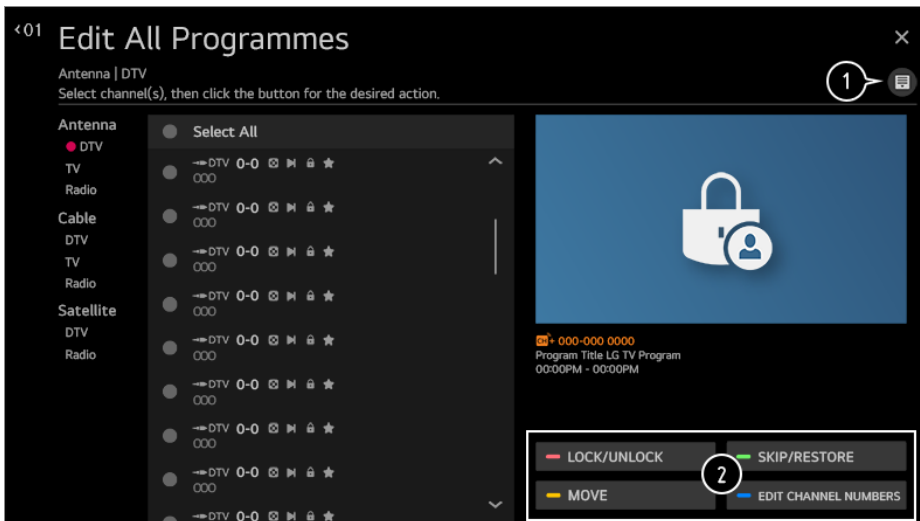 ‹01 Edit All Programmes
Antenna | DTV
Select channel(s), then click the button for the desired action.
1
Antenna
DTV
TV
Radio
Cable
DTV
TV
Radio
Satellite
DTV
Radio
Select All
DTV 0-0
000
DTV 0-0
000
DTV 0-0
000
DTV 0-0
000
DTV 0-0
000
DTV 0-0
000
DTV 0-0
000
DTV 0-0
000
DTV 0-0
CH+ 000-000 0000
Program Title LG TV Program
00:00PM - 00:00PM
LOCK/UNLOCK
SKIP/RESTORE
2
MOVE
EDIT CHANNEL NUMBERS